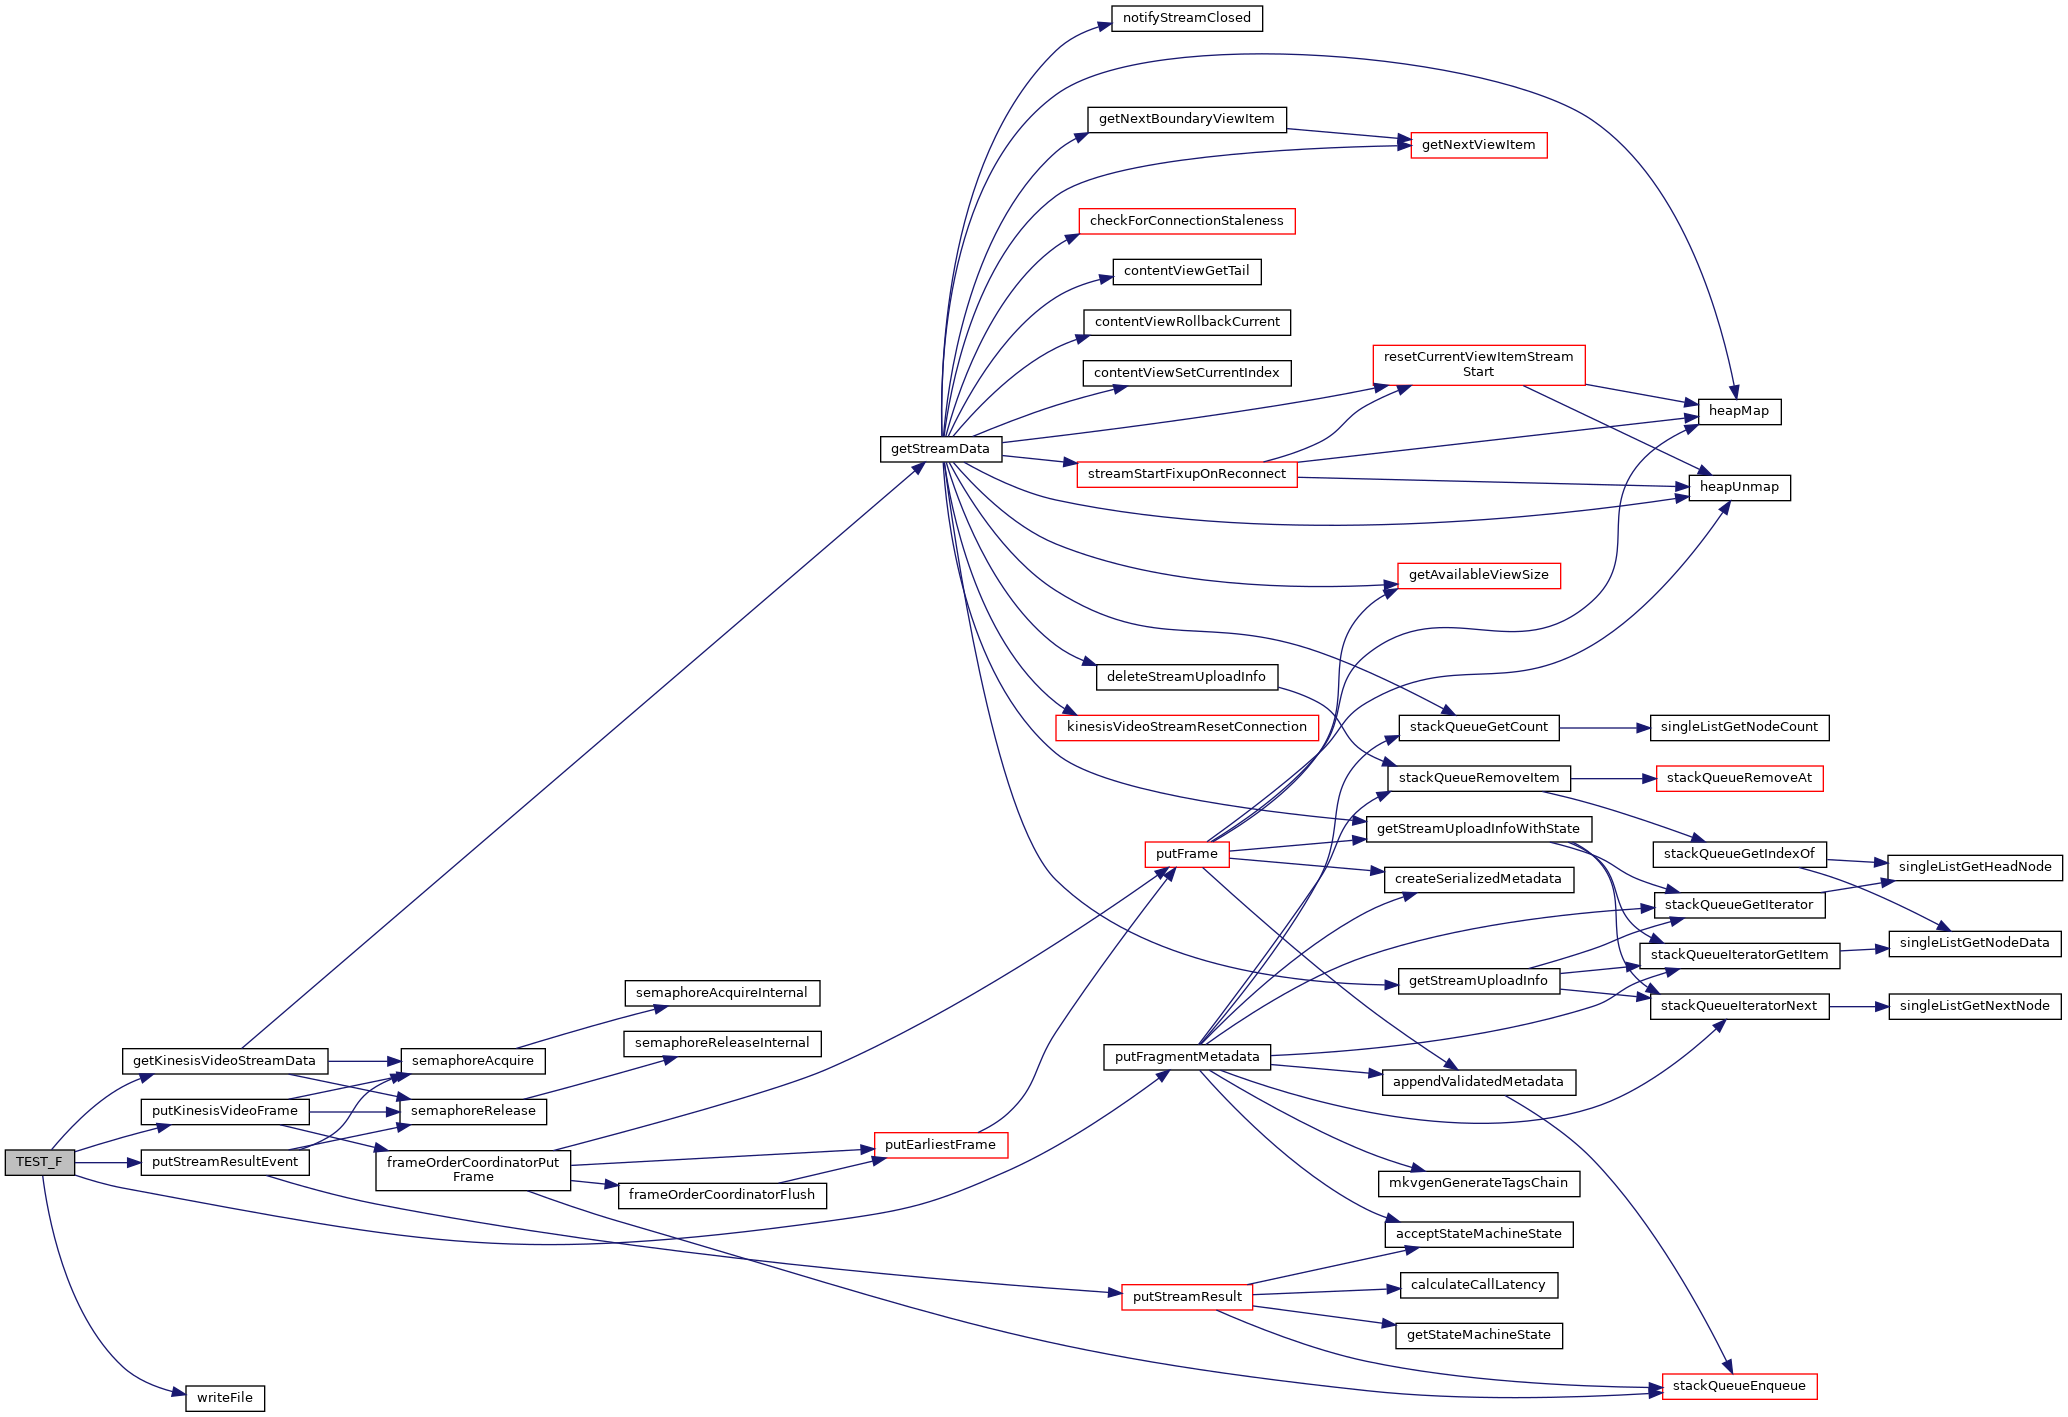 notifyStreamClosed
getNextBoundaryViewItem
getNextViewItem
checkForConnectionStaleness
contentViewGetTail
contentViewRollbackCurrent
resetCurrentViewItemStream
Start
contentViewSetCurrentIndex
heapMap
getStreamData
streamStartFixupOnReconnect
heapUnmap
getAvailableViewSize
deleteStreamUploadInfo
kinesisVideoStreamResetConnection
stackQueueGetCount
singleListGetNodeCount
stackQueueRemoveItem
stackQueueRemoveAt
getStreamUploadInfoWithState
putFrame
stackQueueGetIndexOf
singleListGetHeadNode
createSerializedMetadata
stackQueueGetIterator
singleListGetNodeData
stackQueueIteratorGetItem
getStreamUploadInfo
semaphoreAcquireInternal
stackQueueIteratorNext
singleListGetNextNode
semaphoreReleaseInternal
getKinesisVideoStreamData
semaphoreAcquire
putFragmentMetadata
appendValidatedMetadata
putKinesisVideoFrame
semaphoreRelease
putEarliestFrame
TEST_F
putStreamResultEvent
frameOrderCoordinatorPut
Frame
mkvgenGenerateTagsChain
frameOrderCoordinatorFlush
acceptStateMachineState
calculateCallLatency
putStreamResult
getStateMachineState
stackQueueEnqueue
writeFile